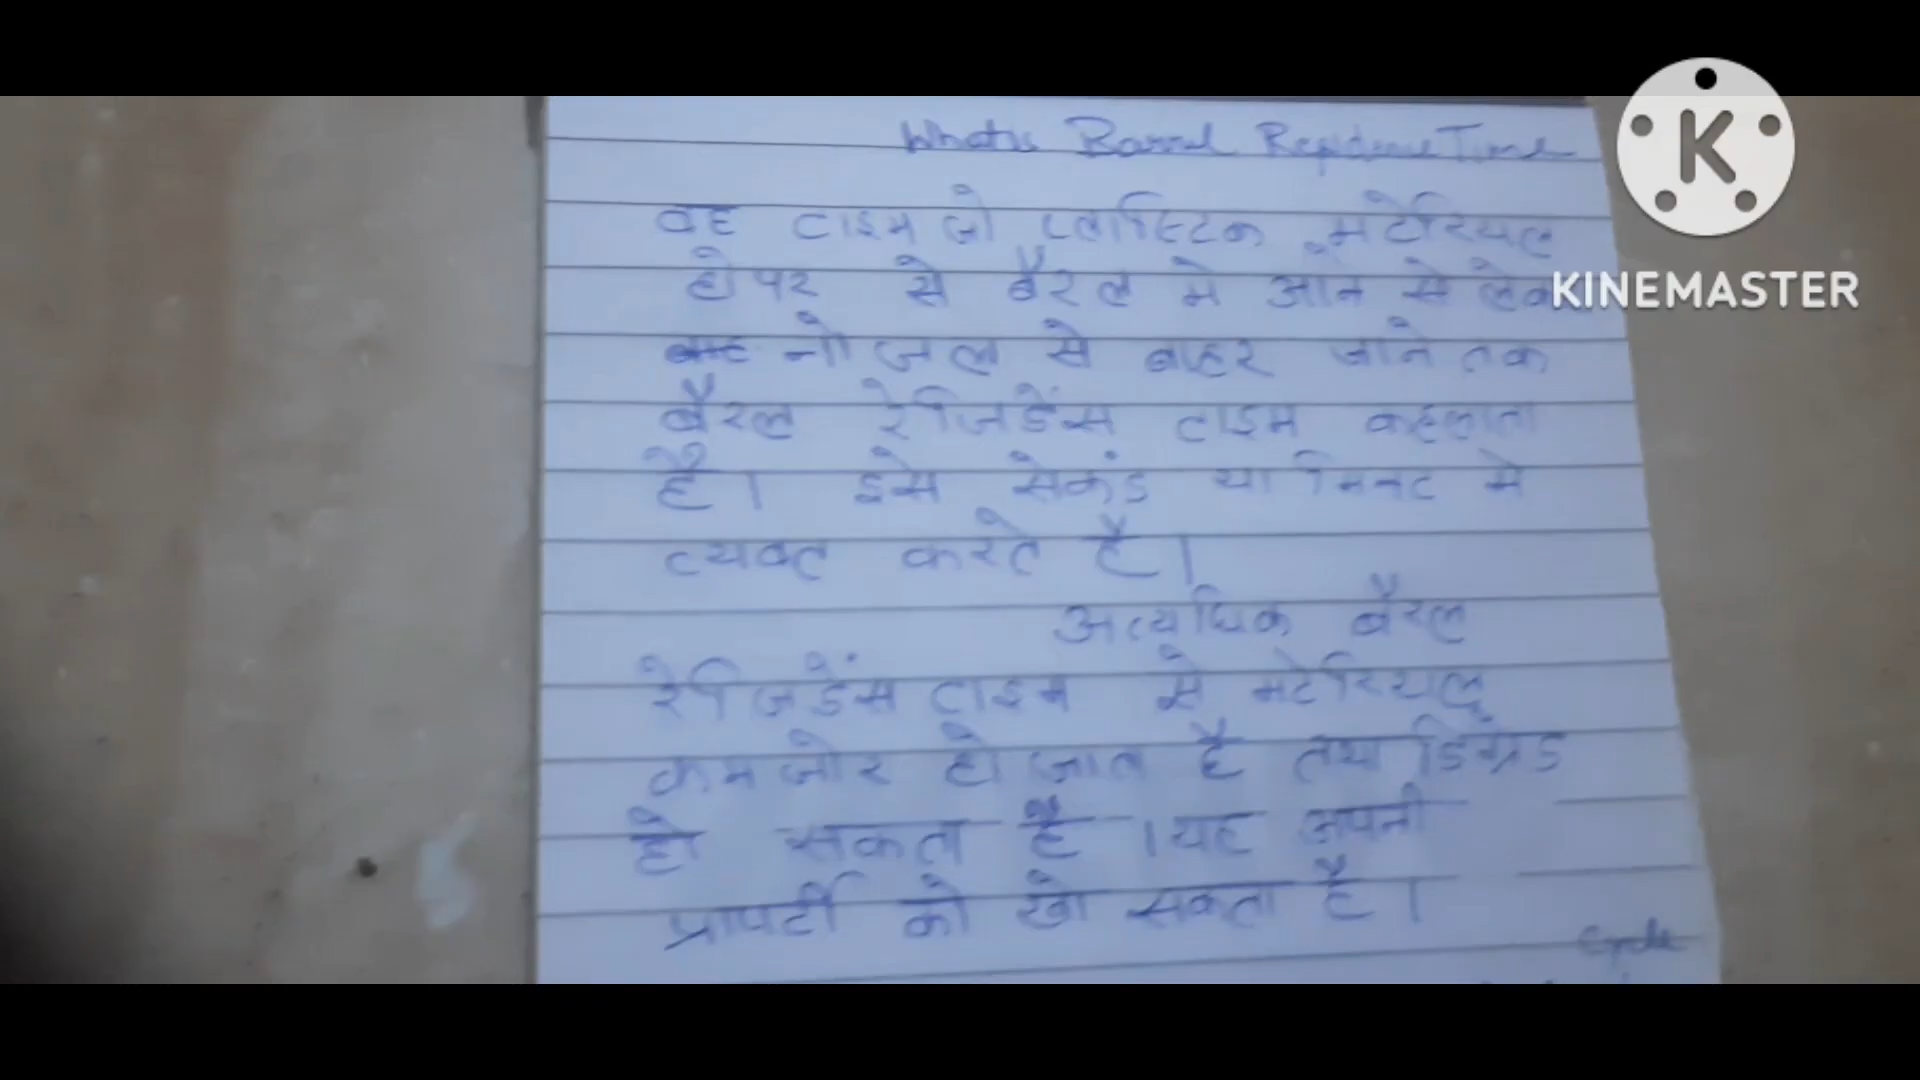 What is Barrel Residence Time
वह टाइम जो प्लास्टिक मटेरियल
होपर से बैरल मे आने से लेकर
नोजल से बाहर जाने तक
बैरल रेजिडेंस टाइम कहलाता
है। इसे सेकंड या मिनट मे
व्यक्त करते है।
अत्यधिक बैरल
रेजिडेंस टाइम से मटेरियल
कमजोर हो जाता है तथा डिग्रेड
हो सकता है । यह अपनी
प्रापर्टी को खो सकता है।
Cycle
KINEMASTER